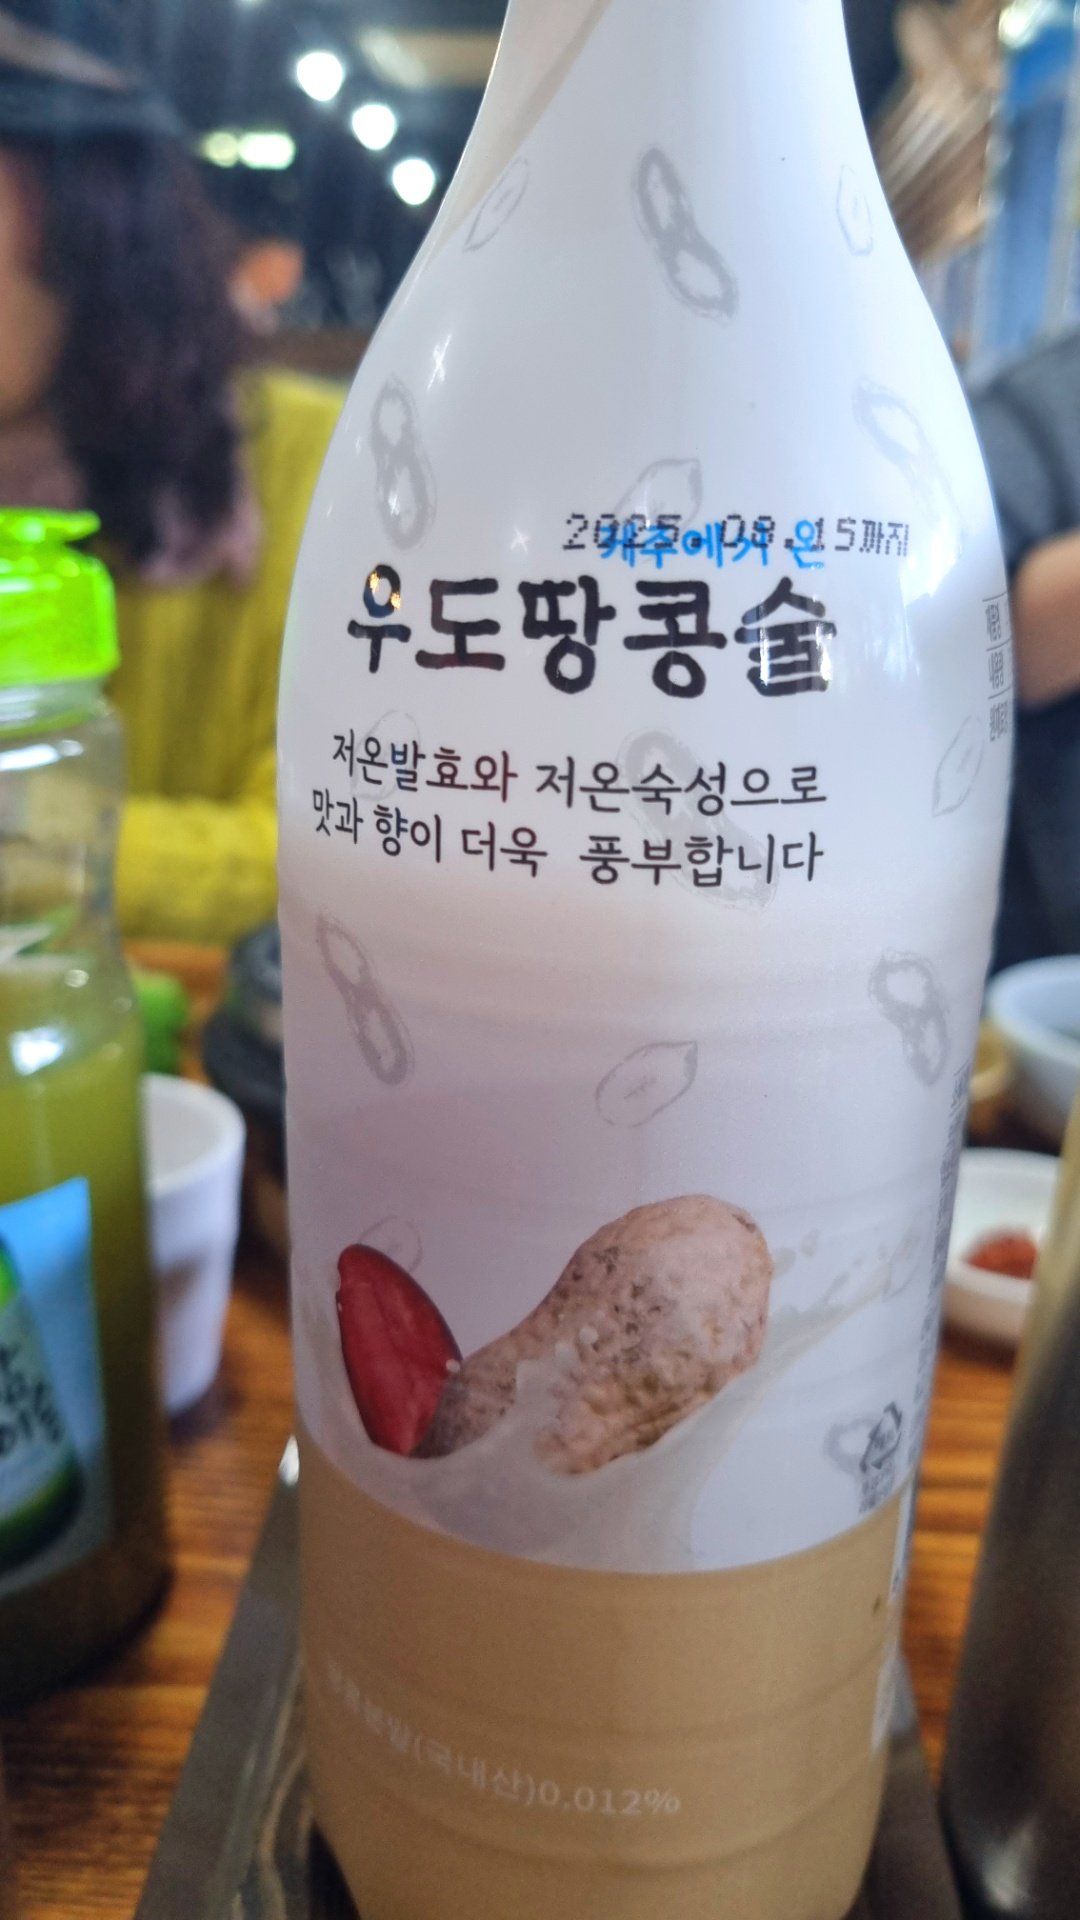 2025.08.15까지
제주에서 온
우도땅콩술
저온발효와 저온숙성으로
맛과 향이 더욱 풍부합니다
(국내산)0.012%